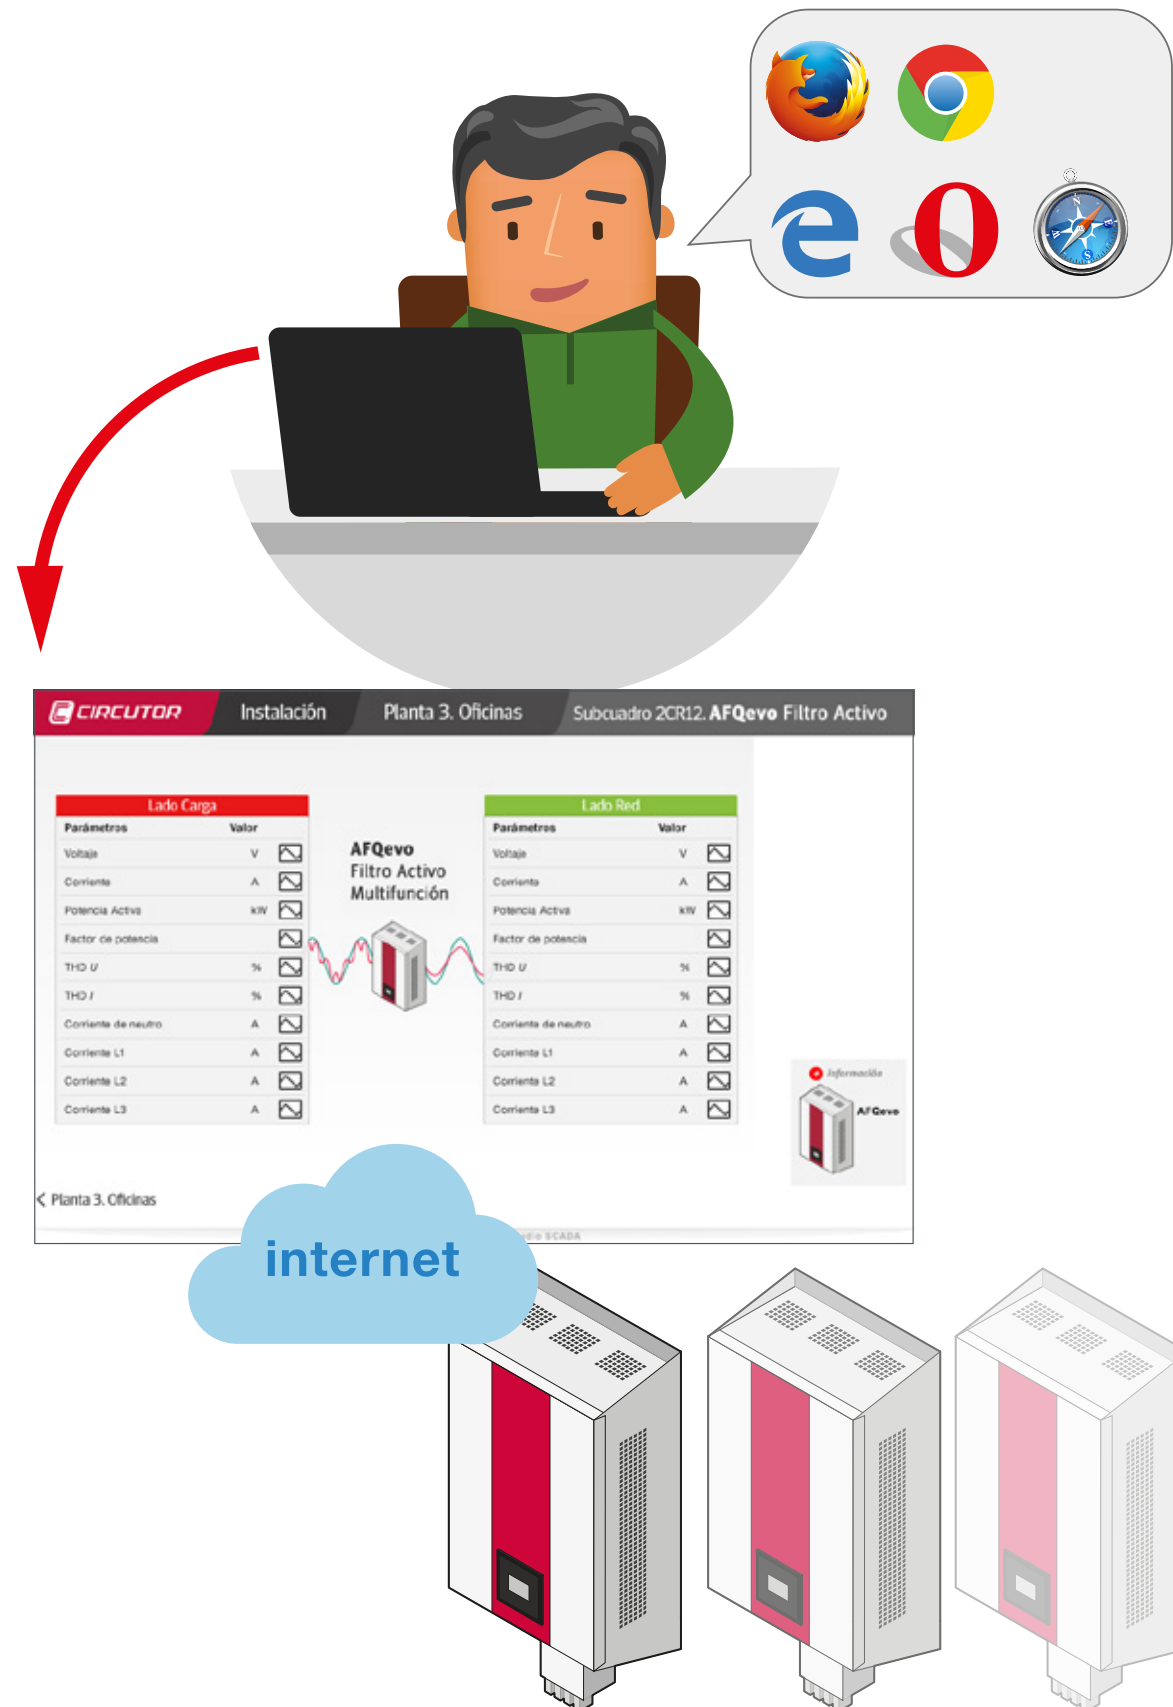 CIRCUTOR
Instalación
Planta 3. Oficinas
Subcuadro 2CR12. AFQevo Filtro Activo
Lado Carga
Parámetros Valor
Voltaje V
Corriente A
Potencia Activa kW
Factor de potencia
THD U %
THD I %
Corriente de neutro A
Corriente L1 A
Corriente L2 A
Corriente L3 A
AFQevo
Filtro Activo
Multifunción
Lado Red
Parámetros Valor
Voltaje V
Corriente A
Potencia Activa kW
Factor de potencia
THD U %
THD I %
Corriente de neutro A
Corriente L1 A
Corriente L2 A
Corriente L3 A
Información
AFQevo
Planta 3. Oficinas
SCADA
internet